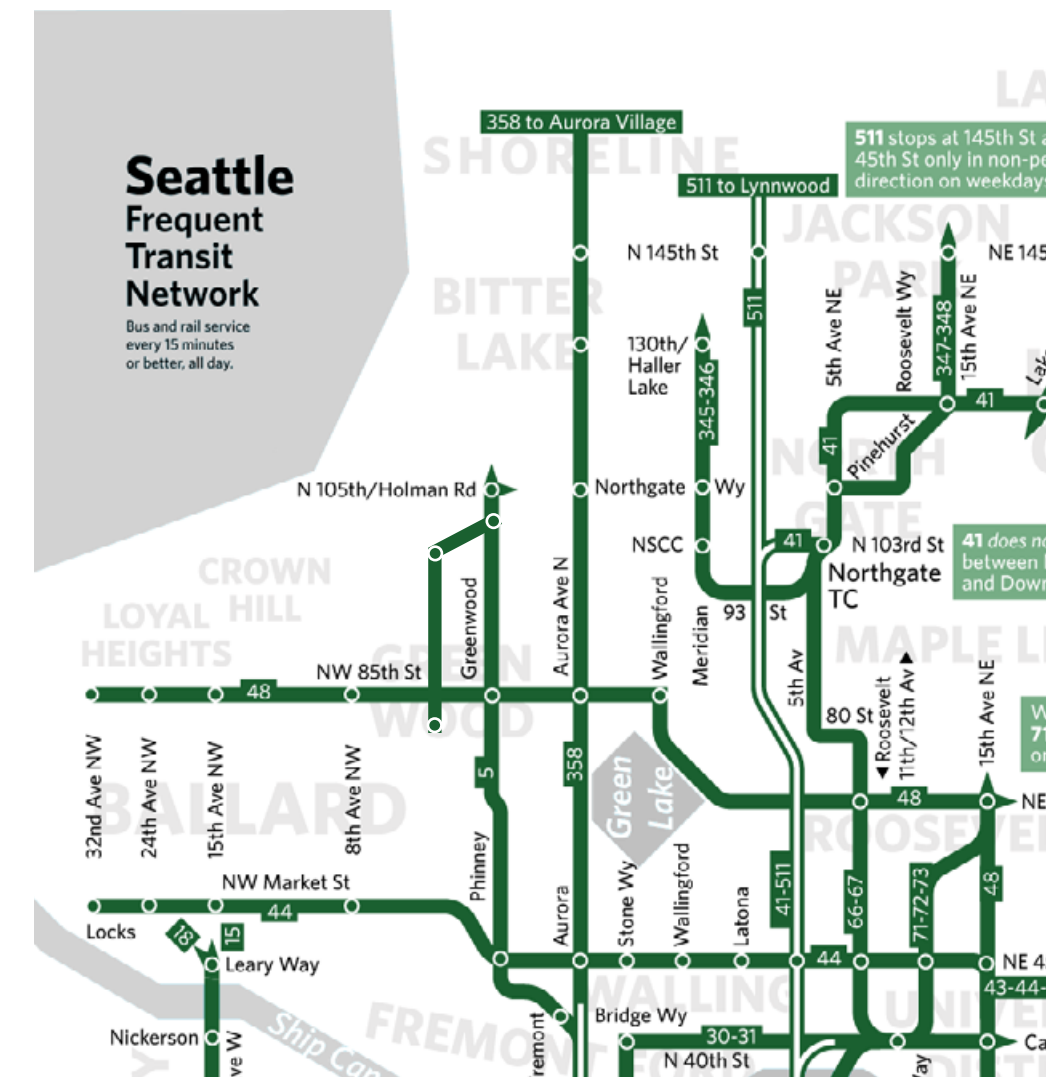 Seattle
Frequent
Transit
Network
Bus and rail service
every 15 minutes
or better, all day.
358 to Aurora Village
SHORELINE
511 to Lynnwood
511 stops at 145th St
45th St only in
direction on weekdays
JACKSON
PARK
N 145th St
NE 145
BITTER
LAKE
511
130th/
Haller
Lake
345-346
5th Ave NE
Roosevelt Wy
347-348
15th Ave NE
41
41
Pinehurst
NORTH
GATE
N 105th/Holman Rd
Northgate
Wy
NSCC
41
N 103rd St
Northgate
TC
41 does
between
and
CROWN
HILL
LOYAL
HEIGHTS
Greenwood
Aurora Ave N
Wallingford
Meridian
93
St
MAPLE
GREEN
WOOD
NW 85th St
48
5th Av
80 St
Roosevelt
11th/12th Av
15th Ave NE
71
32nd Ave NW
24th Ave NW
15th Ave NW
8th Ave NW
BALLARD
5
358
Green
Lake
48
NE
Phinney
NW Market St
44
Locks
18
15
Leary Way
Aurora
Stone Wy
Wallingford
Latona
41-511
66-67
71-72-73
48
44
NE
43-44-
WALLING
FORD
FREMONT
Nickerson
Ship
Bridge Wy
30-31
N 40th St